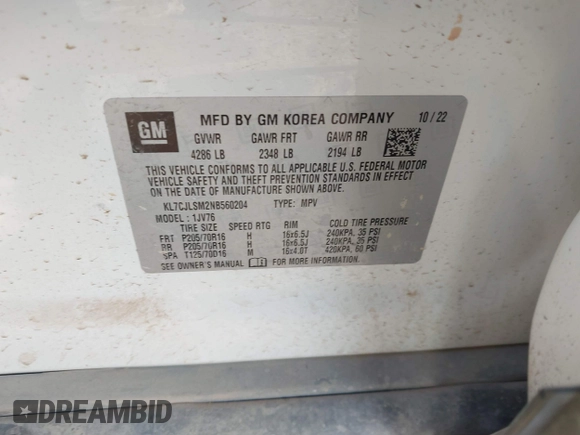 GM
MFD BY GM KOREA COMPANY 10/22
GVWR GAWR FRT GAWR RR
4286 LB 2348 LB 2194 LB
THIS VEHICLE CONFORMS TO ALL APPLICABLE U.S. FEDERAL MOTOR
VEHICLE SAFETY AND THEFT PREVENTION STANDARDS IN EFFECT
ON THE DATE OF MANUFACTURE SHOWN ABOVE.
KL7CJLSM2NB560204 TYPE: MPV
MODEL: 1JV76
TIRE SIZE SPEED RTG RIM COLD TIRE PRESSURE
FRT P205/70R16 H 16x6.5J 240KPA, 35 PSI
RR P205/70R16 H 16x6.5J 240KPA, 35 PSI
SPA T125/70D16 M 16x4.0T 420KPA, 60 PSI
SEE OWNER'S MANUAL FOR MORE INFORMATION
DREAMBID